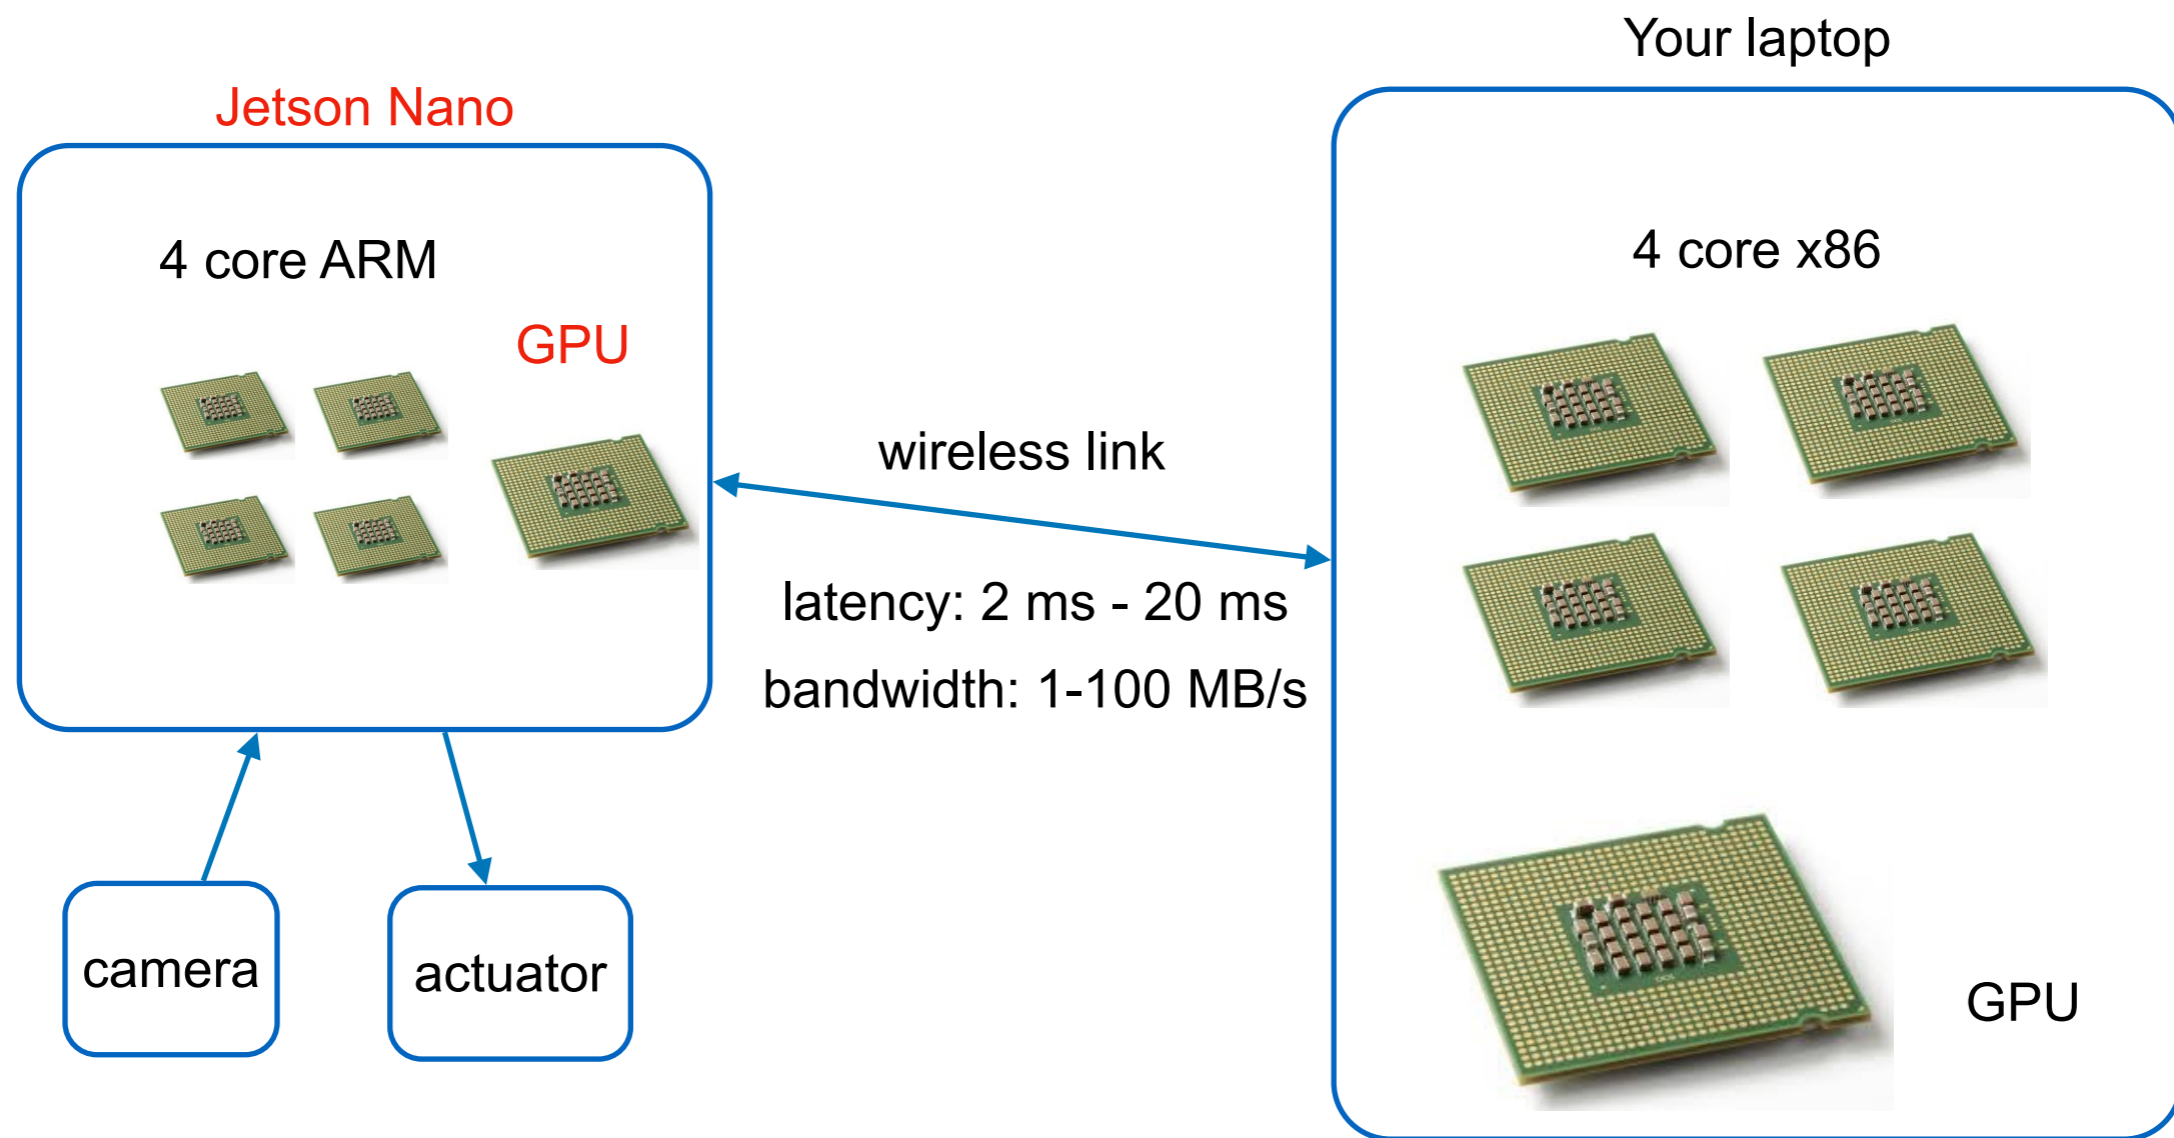 Your laptop
Jetson Nano
4 core ARM
GPU
4 core x86
wireless link
latency: 2 ms - 20 ms
bandwidth: 1-100 MB/s
camera
actuator
GPU